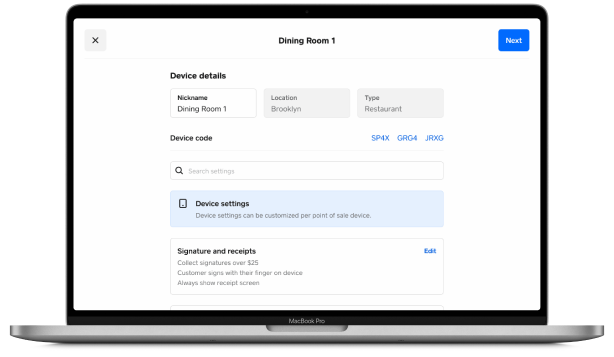 Dining Room 1
Next
Device details
Nickname
Dining Room 1
Location
Brooklyn
Type
Restaurant
Device code
SP4X GRG4 JRXG
Search settings
Device settings
Device settings can be customized per point of sale device.
Signature and receipts
Edit
Collect signatures over $25
Customer signs with their finger on device
Always show receipt screen
MacBook Pro